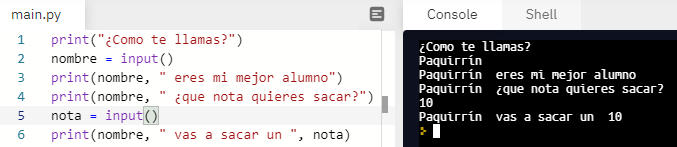 main.py
1 print("¿Como te llamas?")
2 nombre = input()
3 print(nombre, " eres mi mejor alumno")
4 print(nombre, " ¿que nota quieres sacar?")
5 nota = input()
6 print(nombre, " vas a sacar un ", nota)
Console Shell
¿Como te llamas?
Paquirrín
Paquirrín  eres mi mejor alumno
Paquirrín  ¿que nota quieres sacar?
10
Paquirrín  vas a sacar un  10